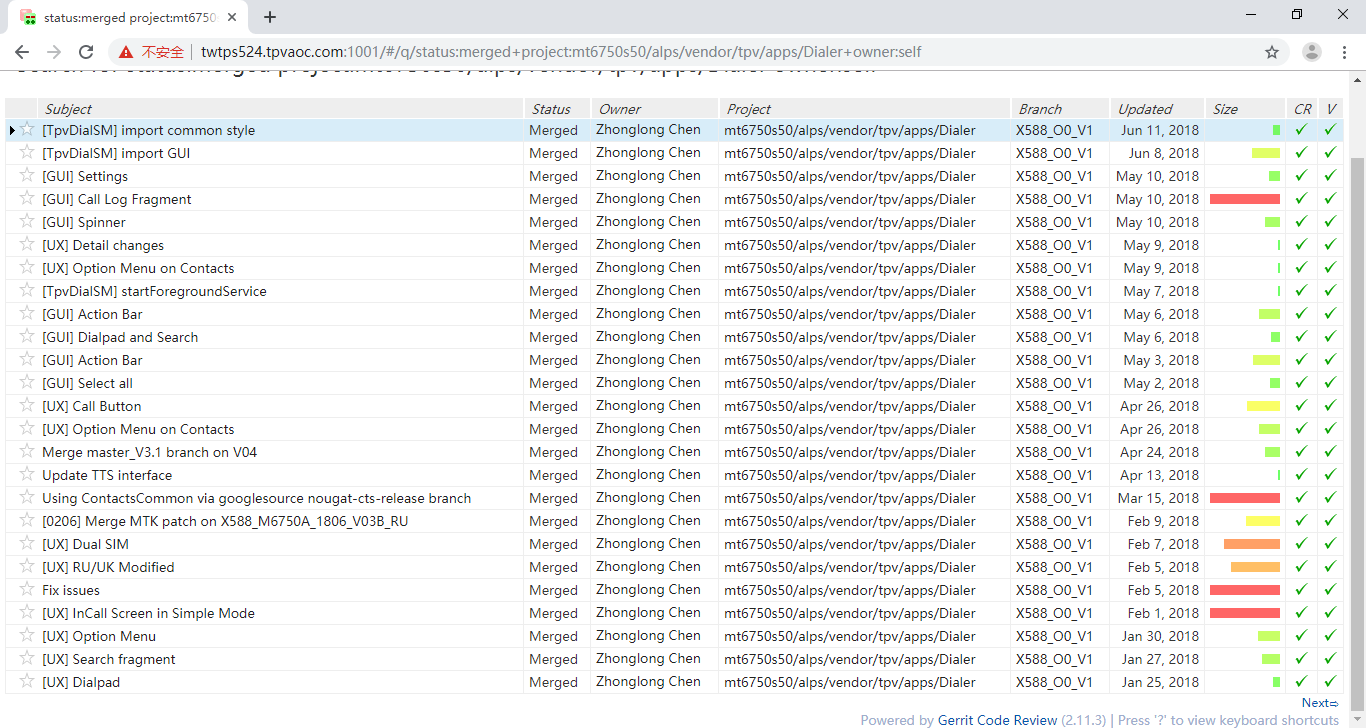 status:merged project:mt6750
不安全 twtps524.tpvaoc.com:1001/#/q/status:merged+project:mt6750s50/alps/vendor/tpv/apps/Dialer+owner:self
Search for status:merged project:mt6750s50/alps/vendor/tpv/apps/Dialer owner:self
Subject Status Owner Project Branch Updated Size CR V
[TpvDialSM] import common style Merged Zhonglong Chen mt6750s50/alps/vendor/tpv/apps/Dialer X588_O0_V1 Jun 11, 2018
[TpvDialSM] import GUI Merged Zhonglong Chen mt6750s50/alps/vendor/tpv/apps/Dialer X588_O0_V1 Jun 8, 2018
[GUI] Settings Merged Zhonglong Chen mt6750s50/alps/vendor/tpv/apps/Dialer X588_O0_V1 May 10, 2018
[GUI] Call Log Fragment Merged Zhonglong Chen mt6750s50/alps/vendor/tpv/apps/Dialer X588_O0_V1 May 10, 2018
[GUI] Spinner Merged Zhonglong Chen mt6750s50/alps/vendor/tpv/apps/Dialer X588_O0_V1 May 10, 2018
[UX] Detail changes Merged Zhonglong Chen mt6750s50/alps/vendor/tpv/apps/Dialer X588_O0_V1 May 9, 2018
[UX] Option Menu on Contacts Merged Zhonglong Chen mt6750s50/alps/vendor/tpv/apps/Dialer X588_O0_V1 May 9, 2018
[TpvDialSM] startForegroundService Merged Zhonglong Chen mt6750s50/alps/vendor/tpv/apps/Dialer X588_O0_V1 May 7, 2018
[GUI] Action Bar Merged Zhonglong Chen mt6750s50/alps/vendor/tpv/apps/Dialer X588_O0_V1 May 6, 2018
[GUI] Dialpad and Search Merged Zhonglong Chen mt6750s50/alps/vendor/tpv/apps/Dialer X588_O0_V1 May 6, 2018
[GUI] Action Bar Merged Zhonglong Chen mt6750s50/alps/vendor/tpv/apps/Dialer X588_O0_V1 May 3, 2018
[GUI] Select all Merged Zhonglong Chen mt6750s50/alps/vendor/tpv/apps/Dialer X588_O0_V1 May 2, 2018
[UX] Call Button Merged Zhonglong Chen mt6750s50/alps/vendor/tpv/apps/Dialer X588_O0_V1 Apr 26, 2018
[UX] Option Menu on Contacts Merged Zhonglong Chen mt6750s50/alps/vendor/tpv/apps/Dialer X588_O0_V1 Apr 26, 2018
Merge master_V3.1 branch on V04 Merged Zhonglong Chen mt6750s50/alps/vendor/tpv/apps/Dialer X588_O0_V1 Apr 24, 2018
Update TTS interface Merged Zhonglong Chen mt6750s50/alps/vendor/tpv/apps/Dialer X588_O0_V1 Apr 13, 2018
Using ContactsCommon via googlesource nougat-cts-release branch Merged Zhonglong Chen mt6750s50/alps/vendor/tpv/apps/Dialer X588_O0_V1 Mar 15, 2018
[0206] Merge MTK patch on X588_M6750A_1806_V03B_RU Merged Zhonglong Chen mt6750s50/alps/vendor/tpv/apps/Dialer X588_O0_V1 Feb 9, 2018
[UX] Dual SIM Merged Zhonglong Chen mt6750s50/alps/vendor/tpv/apps/Dialer X588_O0_V1 Feb 7, 2018
[UX] RU/UK Modified Merged Zhonglong Chen mt6750s50/alps/vendor/tpv/apps/Dialer X588_O0_V1 Feb 5, 2018
Fix issues Merged Zhonglong Chen mt6750s50/alps/vendor/tpv/apps/Dialer X588_O0_V1 Feb 5, 2018
[UX] InCall Screen in Simple Mode Merged Zhonglong Chen mt6750s50/alps/vendor/tpv/apps/Dialer X588_O0_V1 Feb 1, 2018
[UX] Option Menu Merged Zhonglong Chen mt6750s50/alps/vendor/tpv/apps/Dialer X588_O0_V1 Jan 30, 2018
[UX] Search fragment Merged Zhonglong Chen mt6750s50/alps/vendor/tpv/apps/Dialer X588_O0_V1 Jan 27, 2018
[UX] Dialpad Merged Zhonglong Chen mt6750s50/alps/vendor/tpv/apps/Dialer X588_O0_V1 Jan 25, 2018
Next⇨
Powered by Gerrit Code Review (2.11.3) | Press '?' to view keyboard shortcuts